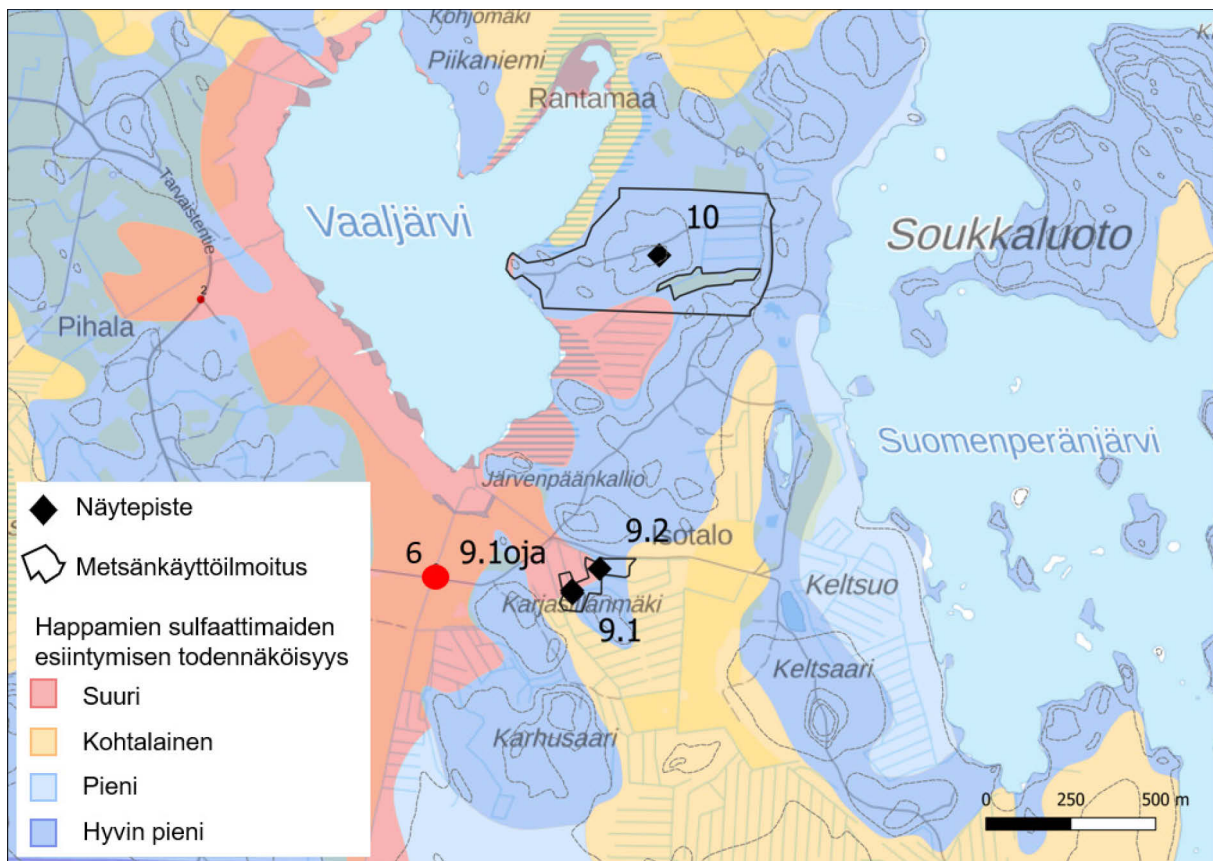 Kohjomäki
Piikaniemi
Rantamaa
Tarvaistentie
Vaaljärvi
10
Soukkaluoto
2
Pihala
Suomenperänjärvi
Järvenpäänkallio
9.2
Isotalo
6
9.1oja
Keltsuo
Karjasillanmäki
9.1
Keltsaari
Karhusaari
Näytepiste
Metsänkäyttöilmoitus
Happamien sulfaattimaiden
esiintymisen todennäköisyys
Suuri
Kohtalainen
Pieni
Hyvin pieni
0 250 500 m